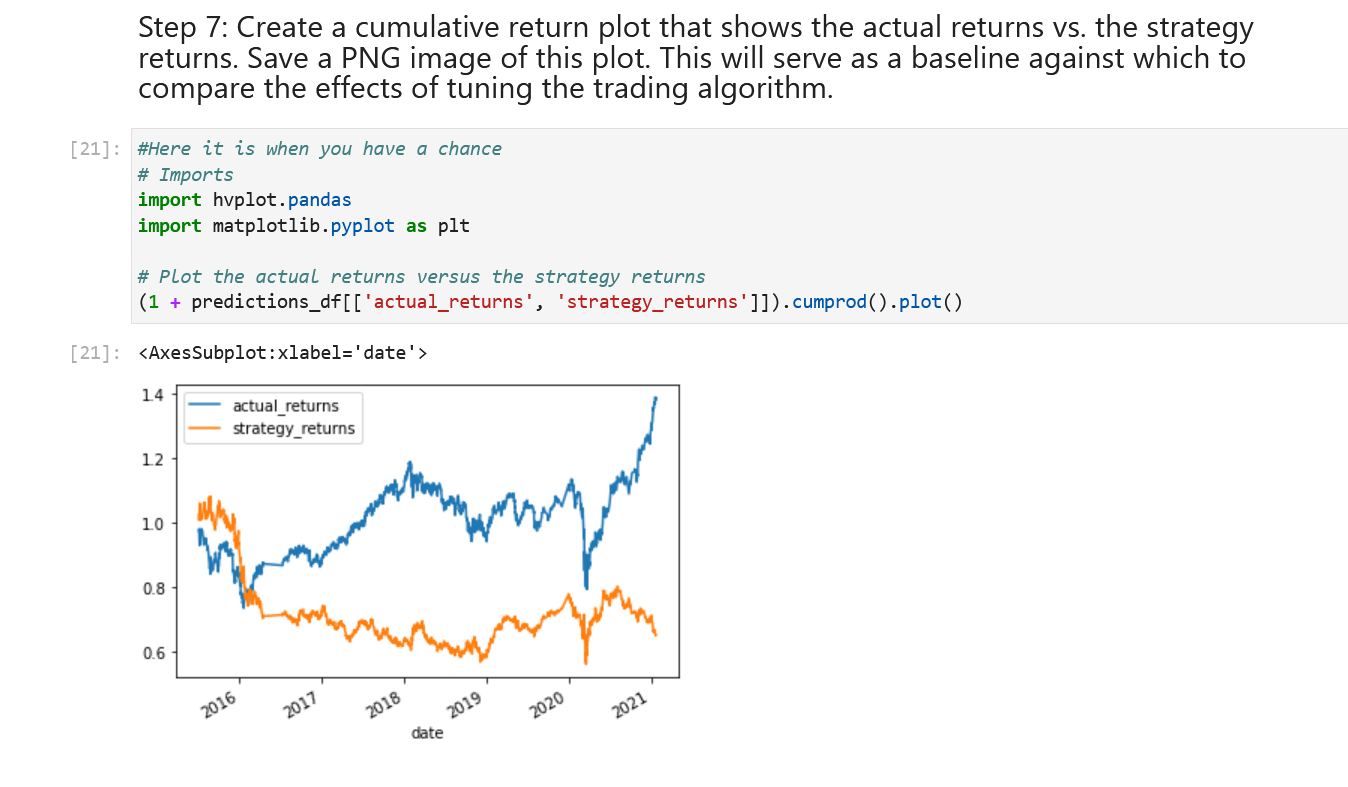 Step 7: Create a cumulative return plot that shows the actual returns vs. the strategy
returns. Save a PNG image of this plot. This will serve as a baseline against which to
compare the effects of tuning the trading algorithm.
[21]: #Here it is when you have a chance
# Imports
import hvplot.pandas
import matplotlib.pyplot as plt
# Plot the actual returns versus the strategy returns
(1 + predictions_df[['actual_returns', 'strategy_returns']]).cumprod().plot()
[21]: <AxesSubplot:xlabel='date'>
actual_returns
strategy_returns
1.4
1.2
1.0
0.8
0.6
2016 2017 2018 2019 2020 2021
date